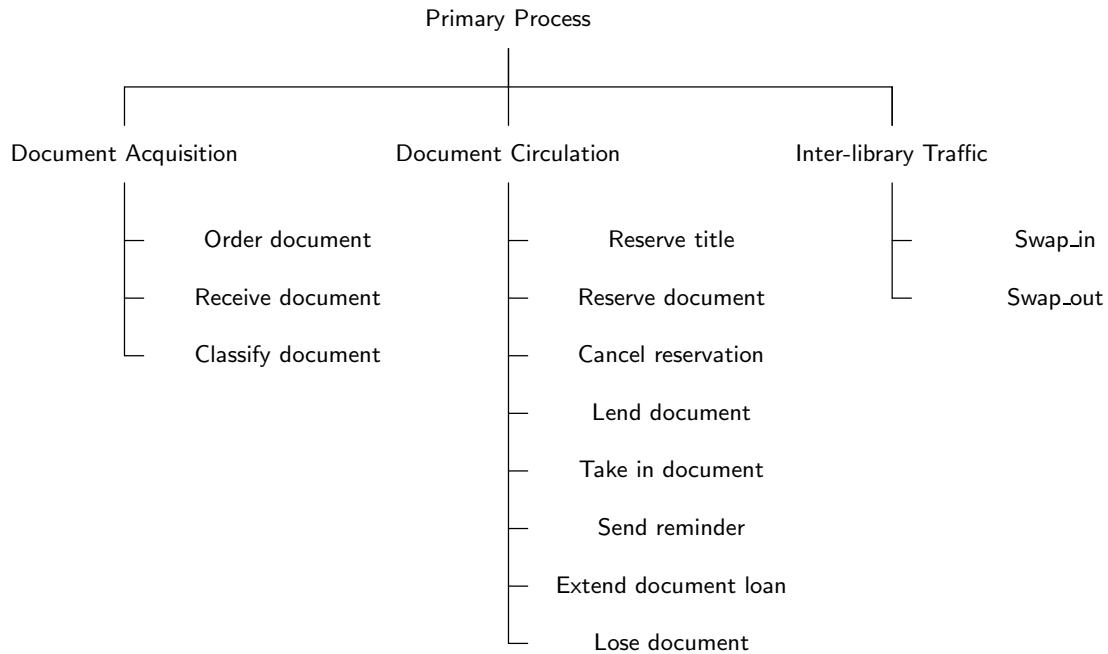 Primary Process
Document Acquisition
Document Circulation
Inter-library Traffic
Order document
Reserve title
Swap_in
Receive document
Reserve document
Swap_out
Classify document
Cancel reservation
Lend document
Take in document
Send reminder
Extend document loan
Lose document